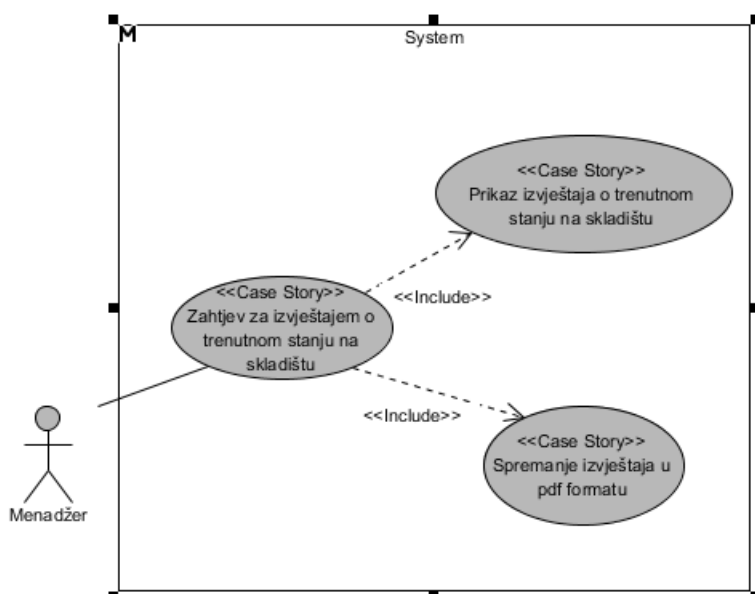 M
System
<<Case Story>>
Prikaz izvještaja o trenutnom
stanju na skladištu
<<Include>>
<<Case Story>>
Zahtjev za izvještajem o
trenutnom stanju na
skladištu
<<Include>>
<<Case Story>>
Spremanje izvještaja u
pdf formatu
Menadžer